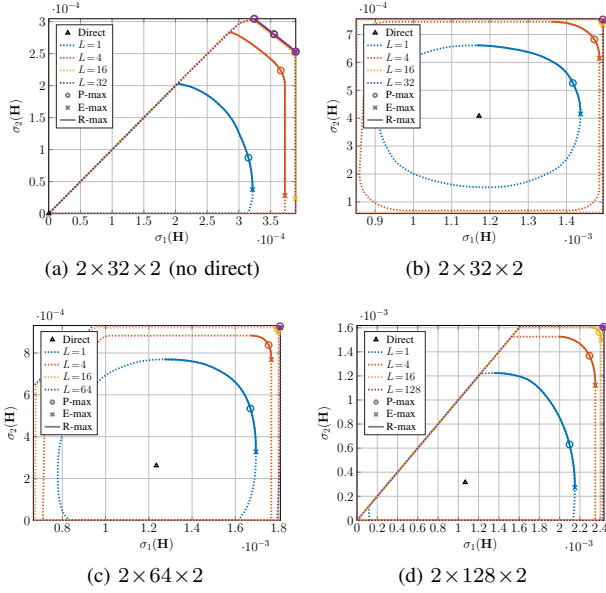 ·10⁻⁴
3
2.5
2
1.5
1
0.5
0
σ₂(H)
Direct
L=1
L=4
L=16
L=32
P-max
E-max
R-max
0 0.5 1 1.5 2 2.5 3 3.5
σ₁(H) ·10⁻⁴
(a) 2×32×2 (no direct)
·10⁻⁴
7
6
5
4
3
2
1
σ₂(H)
Direct
L=1
L=4
L=16
L=32
P-max
E-max
R-max
0.9 1 1.1 1.2 1.3 1.4 1.5
σ₁(H) ·10⁻³
(b) 2×32×2
·10⁻⁴
8
6
4
2
0
σ₂(H)
Direct
L=1
L=4
L=16
L=64
P-max
E-max
R-max
0.8 1 1.2 1.4 1.6 1.8
σ₁(H) ·10⁻³
(c) 2×64×2
·10⁻³
1.6
1.4
1.2
1
0.8
0.6
0.4
0.2
0
σ₂(H)
Direct
L=1
L=4
L=16
L=128
P-max
E-max
R-max
0 0.2 0.4 0.6 0.8 1 1.2 1.4 1.6 1.8 2 2.2 2.4
σ₁(H) ·10⁻³
(d) 2×128×2